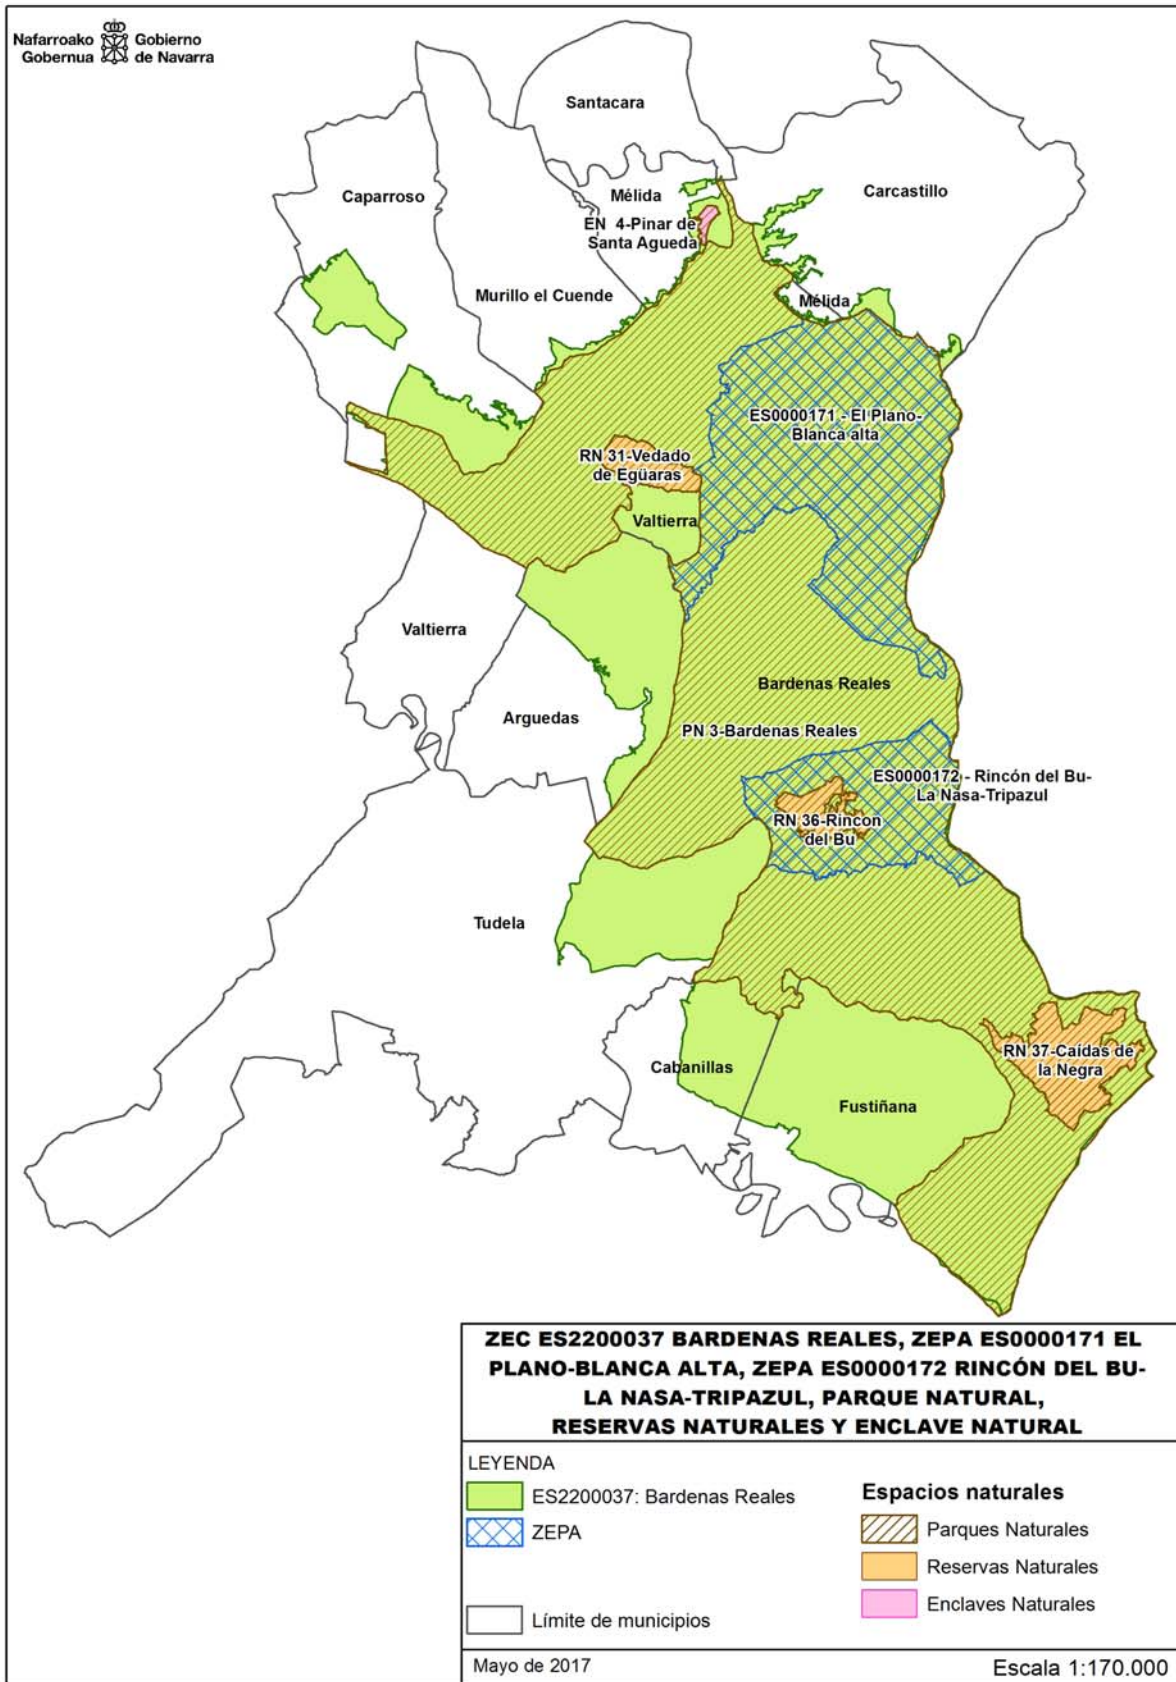 Nafarroako
Gobernua
Gobierno
de Navarra
Santacara
Caparroso
Mélida
Carcastillo
EN 4-Pinar de
Santa Agueda
Murillo el Cuende
Mélida
ES0000171 - El Plano-
Blanca alta
RN 31-Vedado
de Egüaras
Valtierra
Valtierra
Bardenas Reales
Arguedas
PN 3-Bardenas Reales
ES0000172 - Rincón del Bu-
La Nasa-Tripazul
RN 36-Rincon
del Bu
Tudela
RN 37-Caídas de
la Negra
Cabanillas
Fustiñana
ZEC ES2200037 BARDENAS REALES, ZEPA ES0000171 EL
PLANO-BLANCA ALTA, ZEPA ES0000172 RINCÓN DEL BU-
LA NASA-TRIPAZUL, PARQUE NATURAL,
RESERVAS NATURALES Y ENCLAVE NATURAL
LEYENDA
ES2200037: Bardenas Reales
ZEPA
Límite de municipios
Espacios naturales
Parques Naturales
Reservas Naturales
Enclaves Naturales
Mayo de 2017
Escala 1:170.000